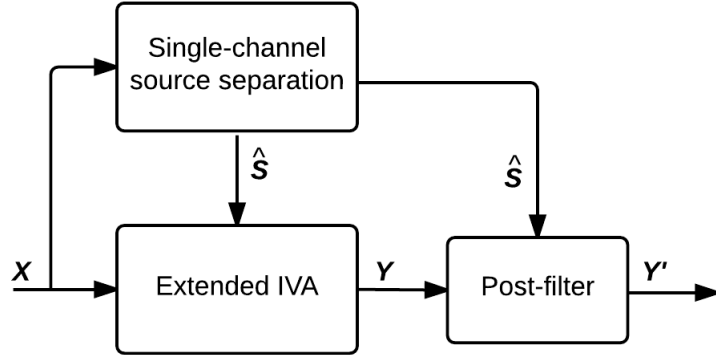 Single-channel
source separation
Ŝ
Ŝ
X
Extended IVA
Y
Post-filter
Y'